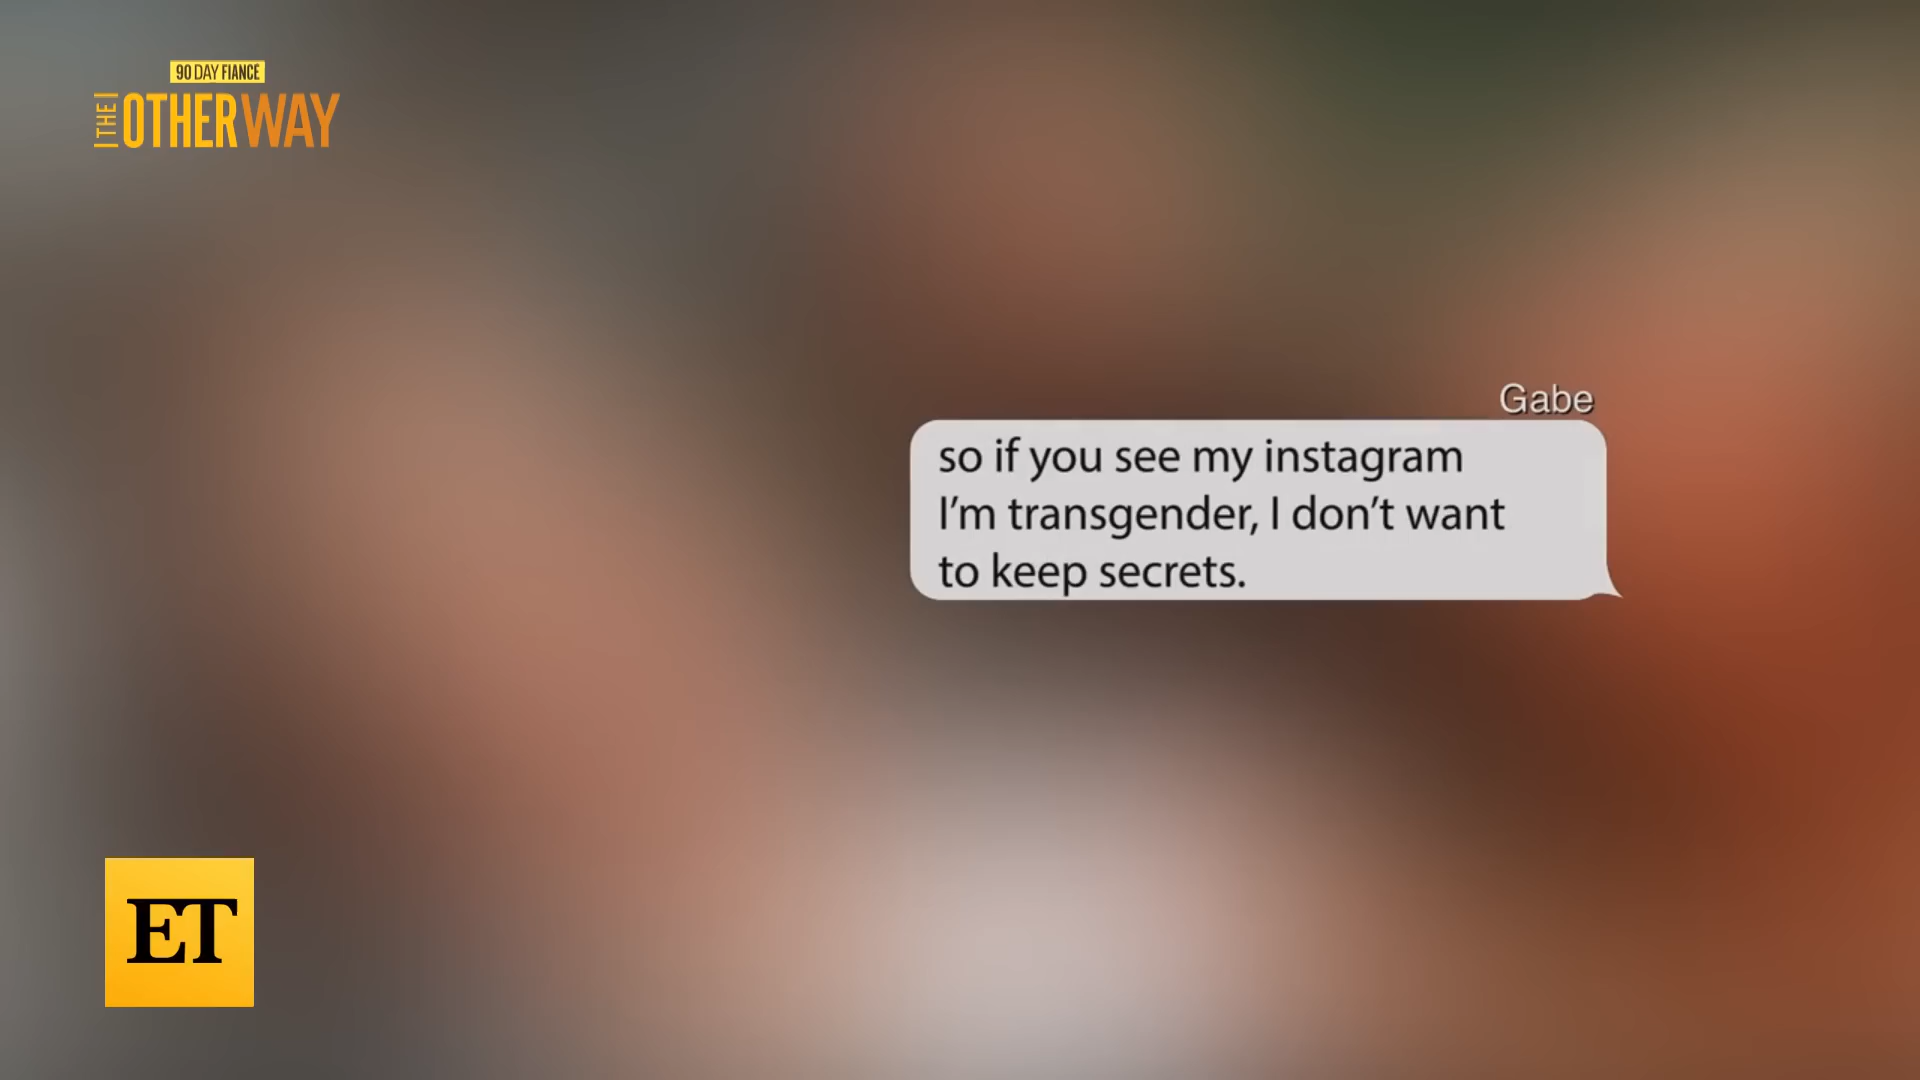 90 DAY FIANCÉ
THE OTHER WAY
Gabe
so if you see my instagram
I'm transgender, I don't want
to keep secrets.
ET